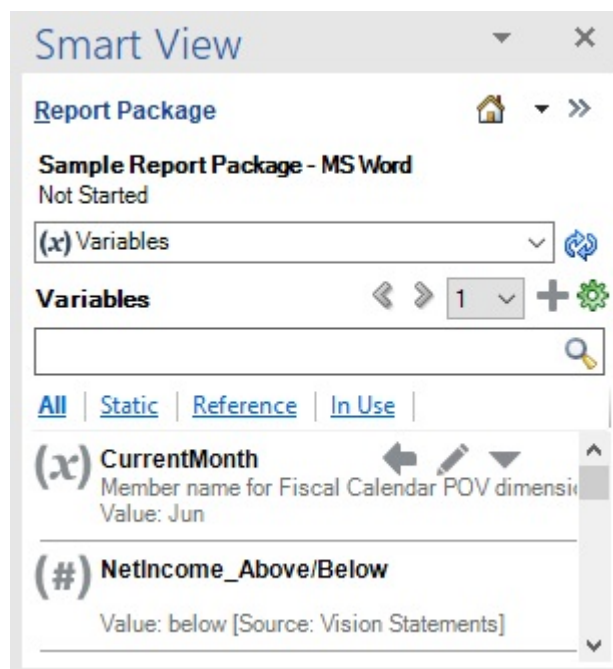 Smart View
Report Package
Sample Report Package - MS Word
Not Started
(x) Variables
Variables
1
All | Static | Reference | In Use |
(x) CurrentMonth
Member name for Fiscal Calendar POV dimensi
Value: Jun
(#) NetIncome_Above/Below
Value: below [Source: Vision Statements]